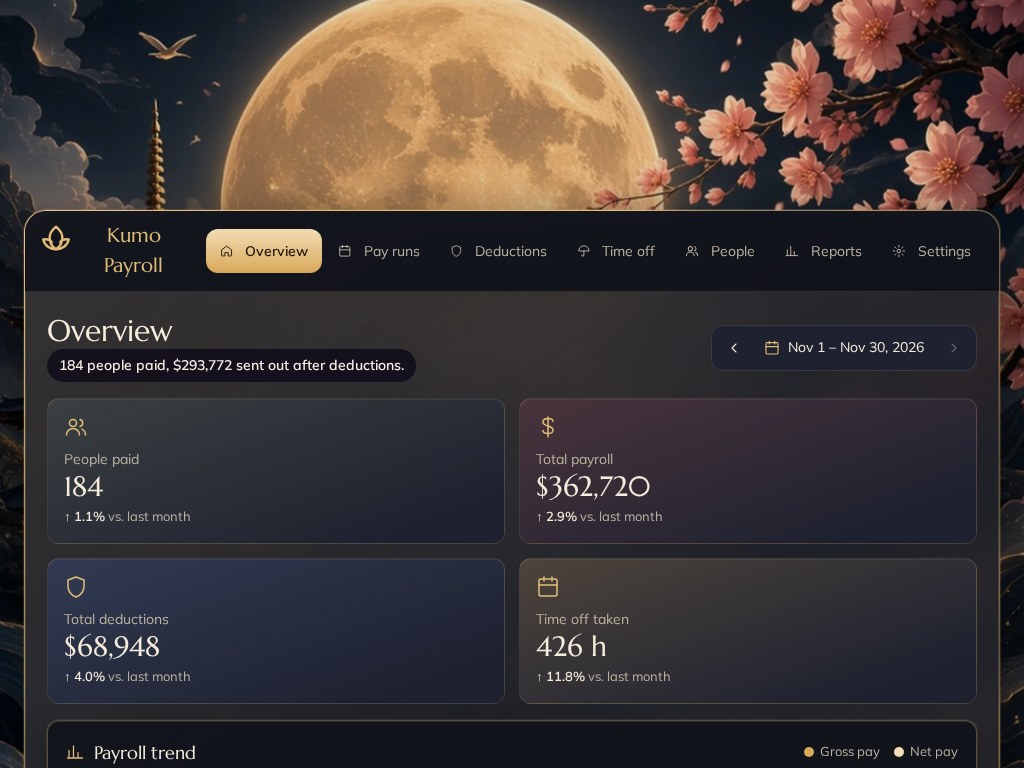 Kumo
Payroll
Overview
Pay runs
Deductions
Time off
People
Reports
Settings
Overview
184 people paid, $293,772 sent out after deductions.
Nov 1 – Nov 30, 2026
People paid
184
↑ 1.1% vs. last month
Total payroll
$362,720
↑ 2.9% vs. last month
Total deductions
$68,948
↑ 4.0% vs. last month
Time off taken
426 h
↑ 11.8% vs. last month
Payroll trend
Gross pay
Net pay